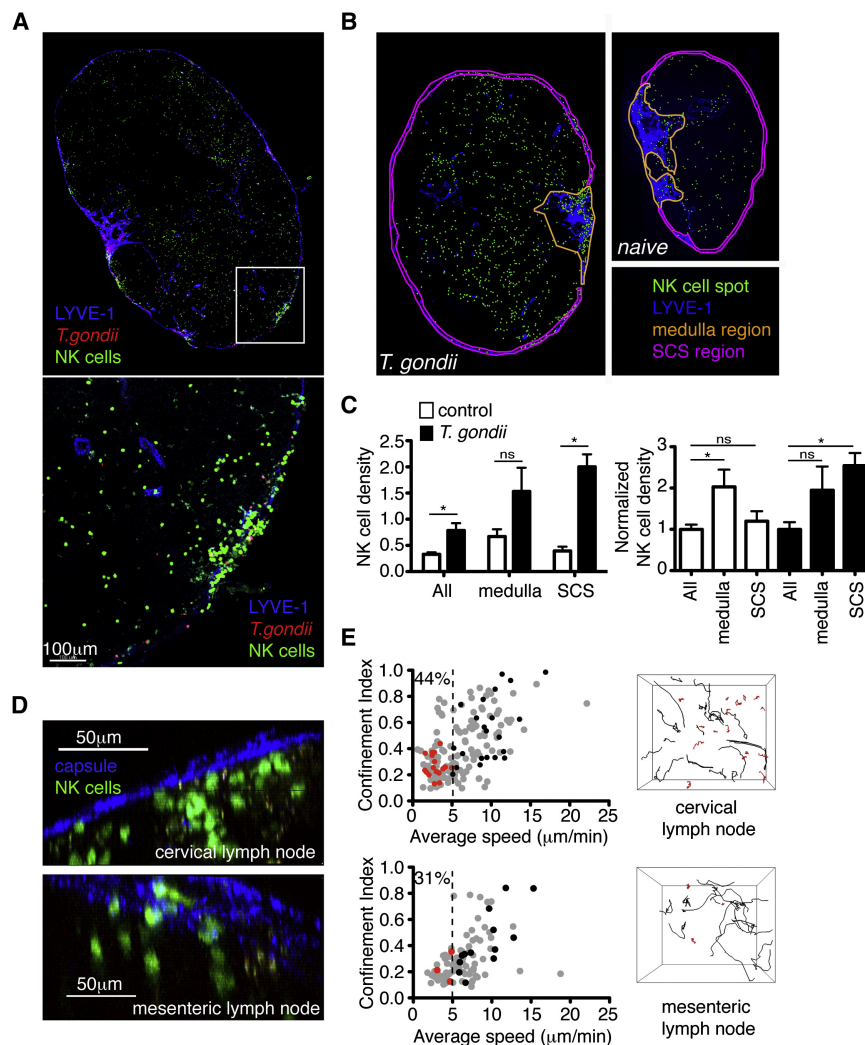 A
LYVE-1
T.gondii
NK cells
LYVE-1
T.gondii
NK cells
100μm
B
T. gondii
naive
NK cell spot
LYVE-1
medulla region
SCS region
C
control
T. gondii
NK cell density
2.5
2.0
1.5
1.0
0.5
0.0
*
ns
*
All
medulla
SCS
Normalized
NK cell density
4
3
2
1
0
ns
*
*
ns
All
medulla
SCS
All
medulla
SCS
D
50μm
capsule
NK cells
cervical lymph node
50μm
mesenteric lymph node
E
Confinement Index
1.0
0.8
0.6
0.4
0.2
0.0
44%
0
5
10
15
20
25
Average speed (μm/min)
cervical
lymph node
Confinement Index
1.0
0.8
0.6
0.4
0.2
0.0
31%
0
5
10
15
20
25
Average speed (μm/min)
mesenteric
lymph node